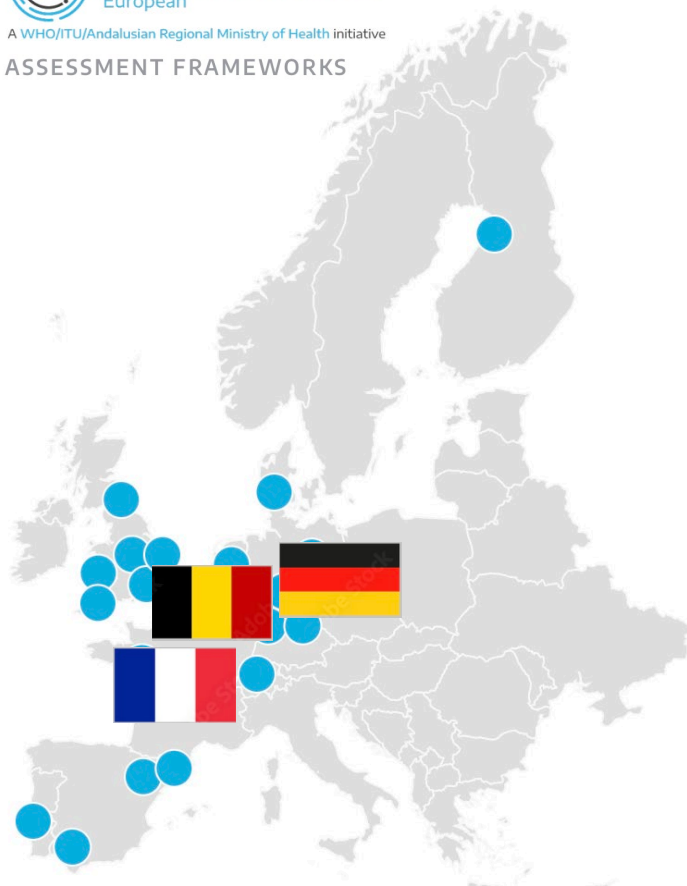 European
A WHO/ITU/Andalusian Regional Ministry of Health initiative
ASSESSMENT FRAMEWORKS